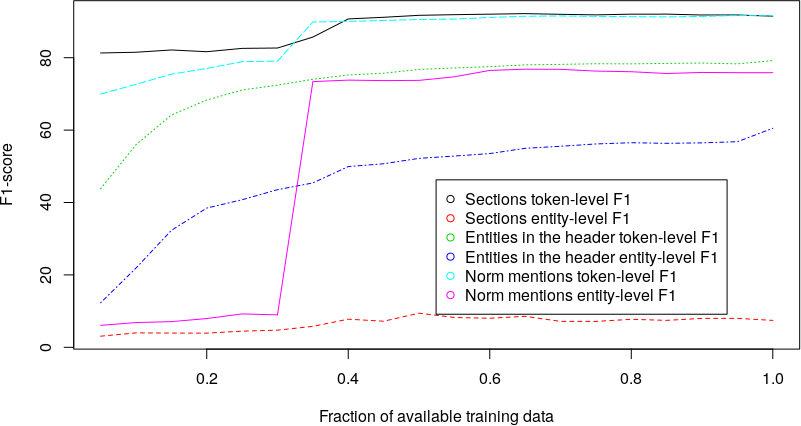 80
60
40
20
0
F1-score
Sections token-level F1
Sections entity-level F1
Entities in the header token-level F1
Entities in the header entity-level F1
Norm mentions token-level F1
Norm mentions entity-level F1
0.2 0.4 0.6 0.8 1.0
Fraction of available training data